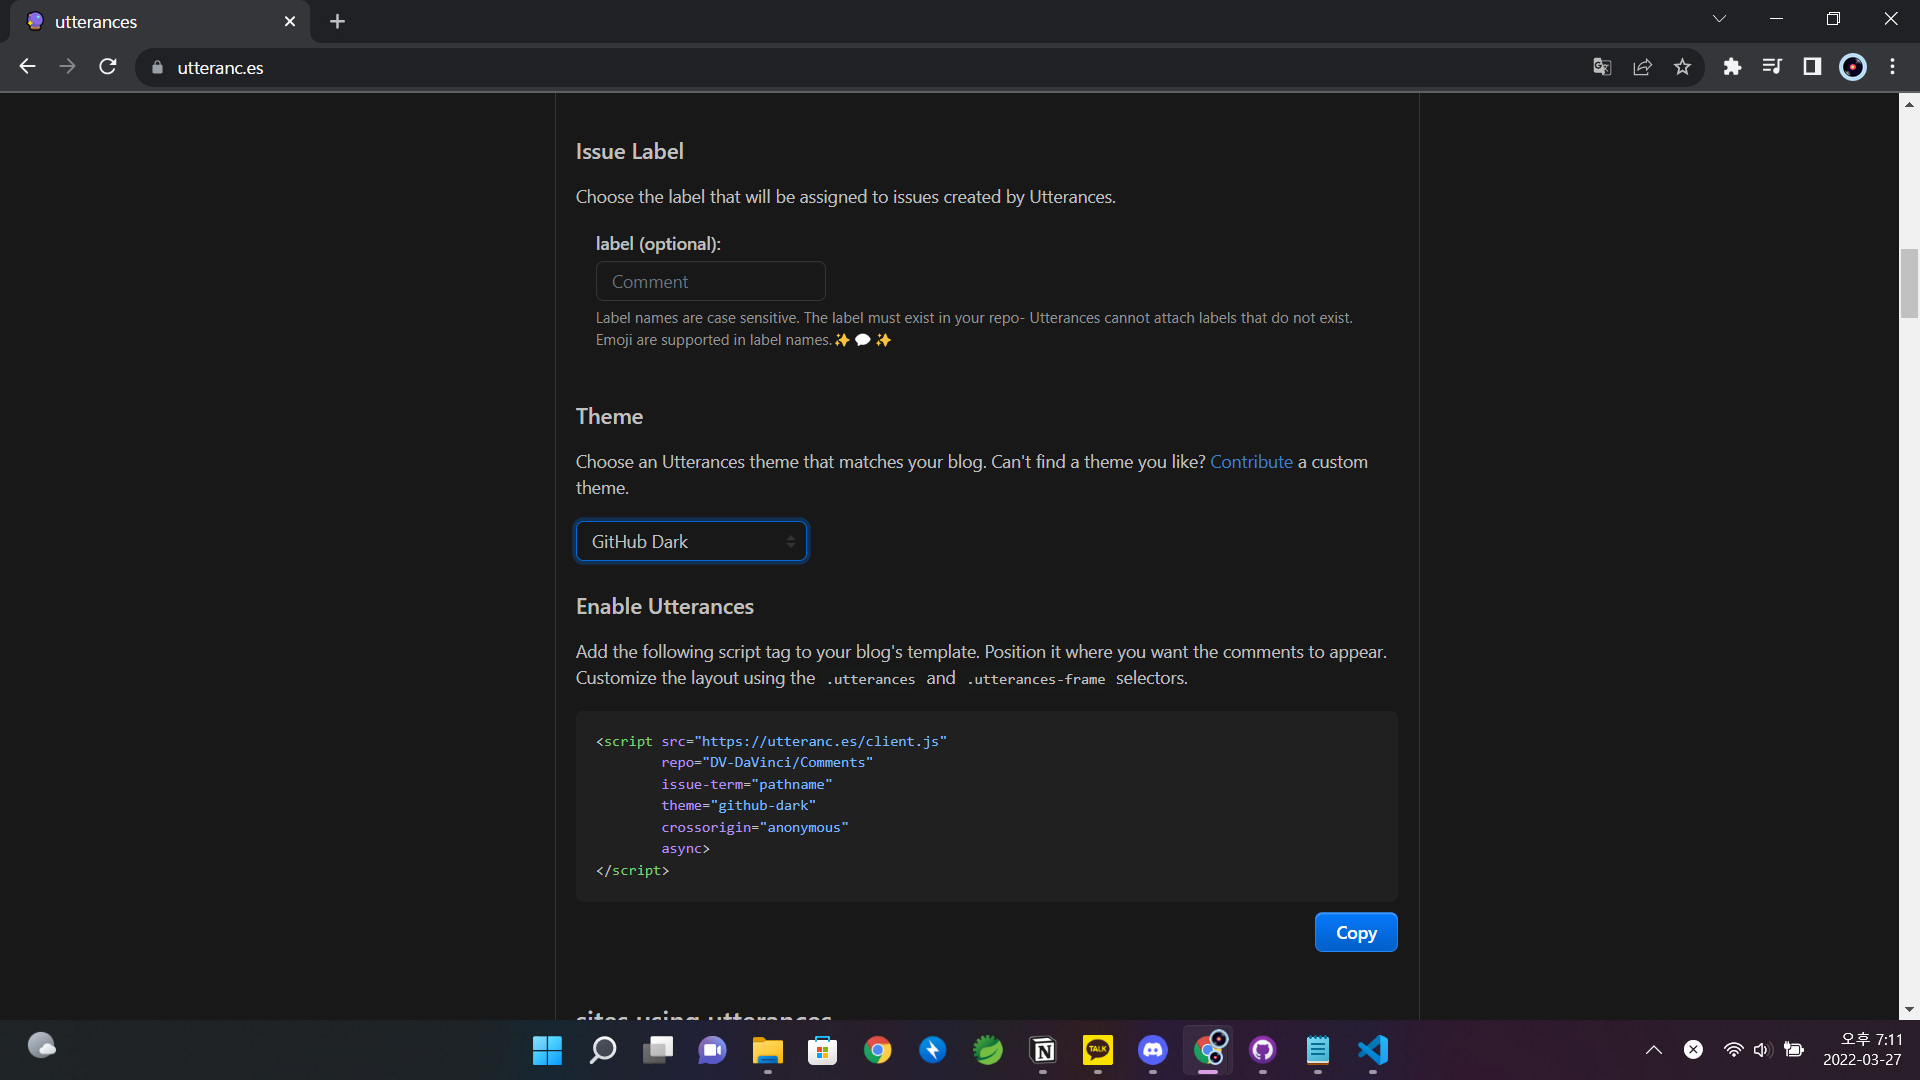 utterances
utteranc.es
Issue Label
Choose the label that will be assigned to issues created by Utterances.
label (optional):
Comment
Label names are case sensitive. The label must exist in your repo- Utterances cannot attach labels that do not exist.
Emoji are supported in label names.✨💬✨
Theme
Choose an Utterances theme that matches your blog. Can't find a theme you like? Contribute a custom
theme.
GitHub Dark
Enable Utterances
Add the following script tag to your blog's template. Position it where you want the comments to appear.
Customize the layout using the .utterances and .utterances-frame selectors.
<script src="https://utteranc.es/client.js"
repo="DV-DaVinci/Comments"
issue-term="pathname"
theme="github-dark"
crossorigin="anonymous"
async>
</script>
Copy
sites using utterances
TALK
오후 7:11
2022-03-27